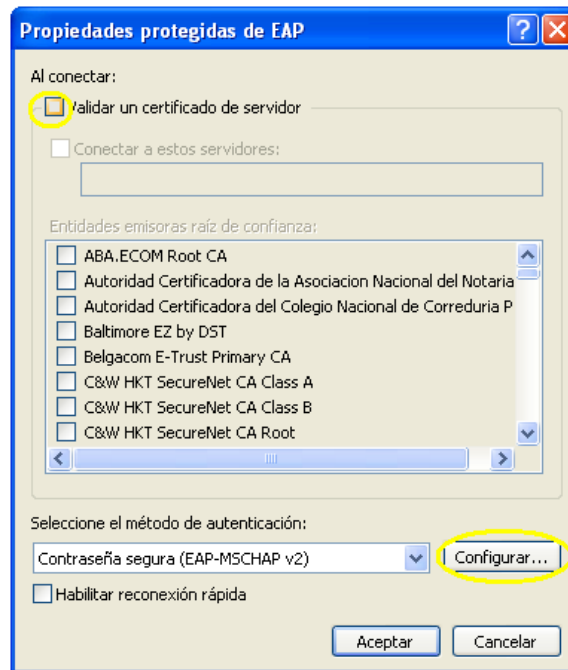 Propiedades protegidas de EAP
Al conectar:
Validar un certificado de servidor
Conectar a estos servidores:
Entidades emisoras raíz de confianza:
ABA.ECOM Root CA
Autoridad Certificadora de la Asociacion Nacional del Notaria
Autoridad Certificadora del Colegio Nacional de Correduria P
Baltimore EZ by DST
Belgacom E-Trust Primary CA
C&W HKT SecureNet CA Class A
C&W HKT SecureNet CA Class B
C&W HKT SecureNet CA Root
Seleccione el método de autenticación:
Contraseña segura (EAP-MSCHAP v2) Configurar...
Habilitar reconexión rápida
Aceptar Cancelar